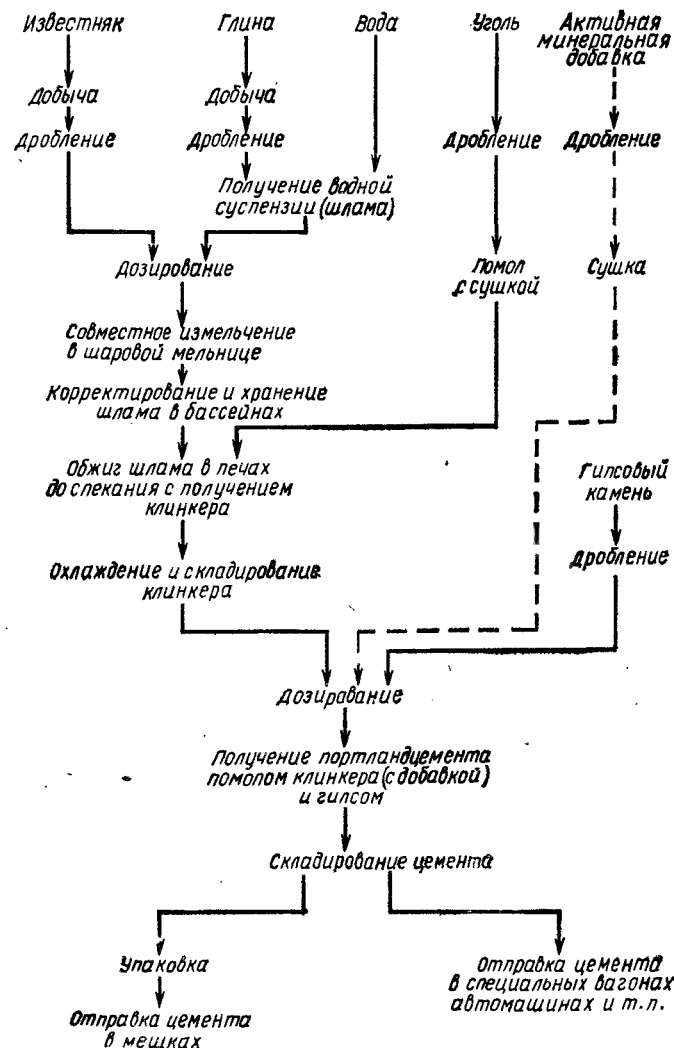 Известняк
Глина
Вода
Уголь
Активная
минеральная
добавка
Добыча
Добыча
Дробление
Дробление
Дробление
Дробление
Получение водной
суспензии (шлама)
Дозирование
Помол
с сушкой
Сушка
Совместное измельчение
в шаровой мельнице
Корректирование и хранение
шлама в бассейнах
Обжиг шлама в печах
до спекания с получением
клинкера
Гипсовый
камень
Дробление
Охлаждение и складирование
клинкера
Дозиравание
Получение портландцемента
помолом клинкера (с добавкой)
и гипсом
Складирование цемента
Упаковка
Отправка цемента
в мешках
Отправка цемента
в специальных вагонах
автомашинах и т.п.